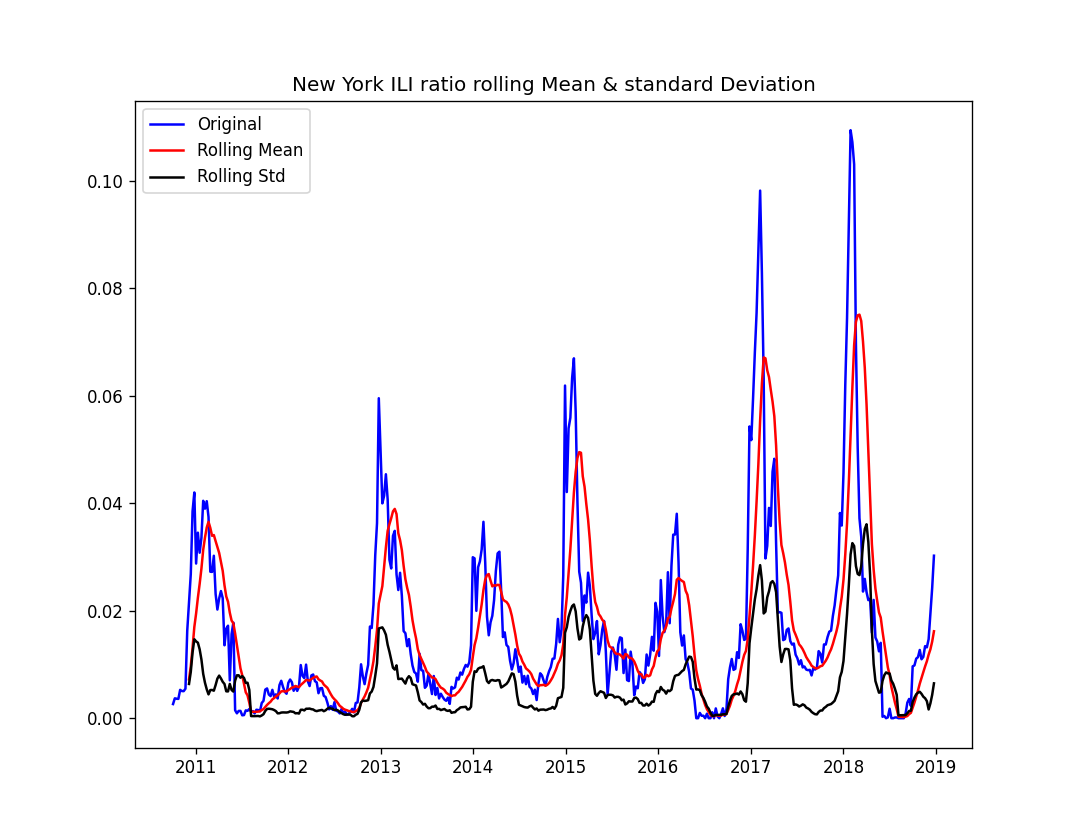 New York ILI ratio rolling Mean & standard Deviation
Original
Rolling Mean
Rolling Std
0.10
0.08
0.06
0.04
0.02
0.00
2011 2012 2013 2014 2015 2016 2017 2018 2019